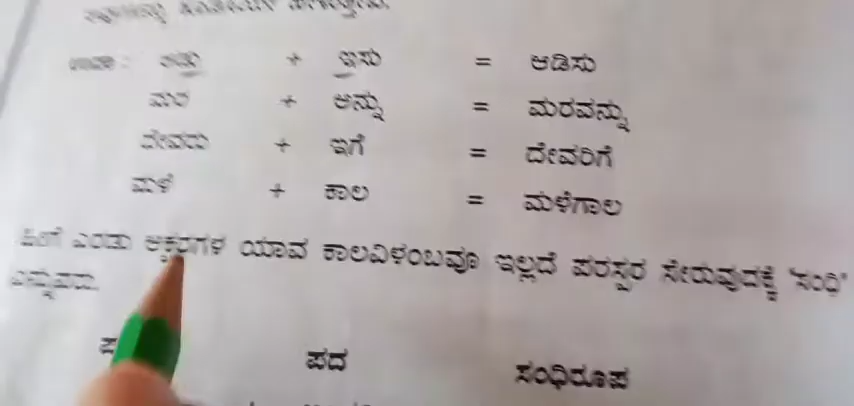 ಆಡು + ಇಸು = ಆಡಿಸು
ಮರ + ಅನ್ನು = ಮರವನ್ನು
ದೇವರು + ಇಗೆ = ದೇವರಿಗೆ
ಮಳೆ + ಕಾಲ = ಮಳೆಗಾಲ
ಹೀಗೆ ಎರಡು ಅಕ್ಷರಗಳ ಯಾವ ಕಾಲವಿಳಂಬವೂ ಇಲ್ಲದೆ ಪರಸ್ಪರ ಸೇರುವುದಕ್ಕೆ 'ಸಂಧಿ'
ಎನ್ನುವರು.
ಪದ ಸಂಧಿರೂಪ